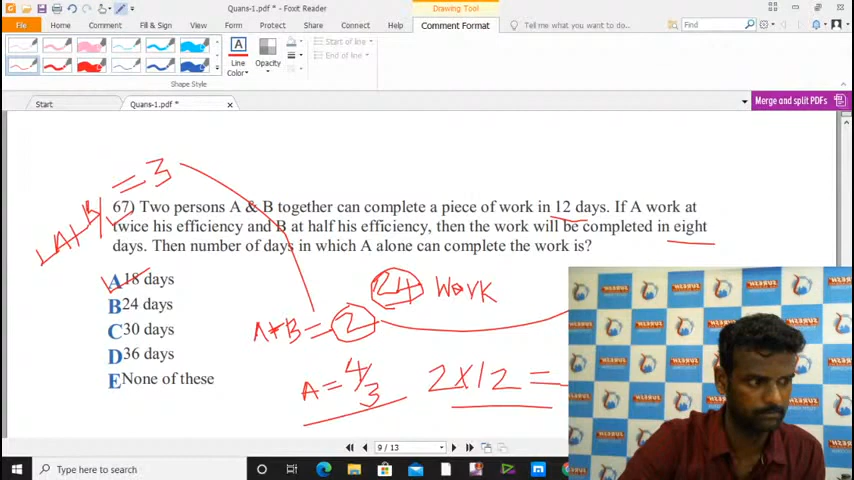 Quans-1.pdf * - Foxit Reader
Drawing Tool
File Home Comment Fill & Sign View Form Protect Share Connect Help Comment Format Tell me what you want to do... Find
Line Color
Opacity
Start of line
End of line
Shape Style
Start Quans-1.pdf *
Merge and split PDFs
= 3
67) Two persons A & B together can complete a piece of work in 12 days. If A work at
twice his efficiency and B at half his efficiency, then the work will be completed in eight
days. Then number of days in which A alone can complete the work is?
A 18 days
B 24 days
C 30 days
D 36 days
E None of these
24 Work
A+B = 2
A = 4/3
2 X 12 =
SURESH
9 / 13
Type here to search